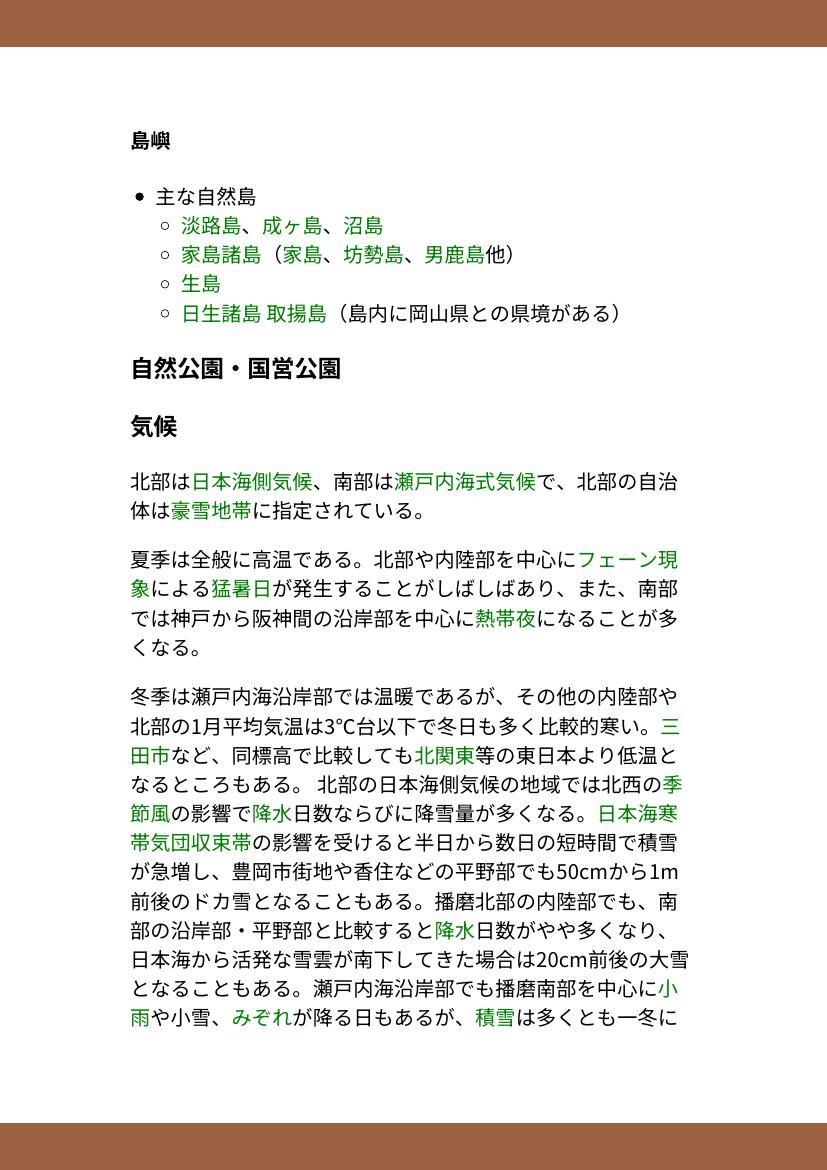 島嶼
• 主な自然島
○ 淡路島、成ヶ島、沼島
○ 家島諸島（家島、坊勢島、男鹿島他）
○ 生島
○ 日生諸島 取揚島（島内に岡山県との県境がある）
自然公園・国営公園
気候
北部は日本海側気候、南部は瀬戸内海式気候で、北部の自治
体は豪雪地帯に指定されている。
夏季は全般に高温である。北部や内陸部を中心にフェーン現
象による猛暑日が発生することがしばしばあり、また、南部
では神戸から阪神間の沿岸部を中心に熱帯夜になることが多
くなる。
冬季は瀬戸内海沿岸部では温暖であるが、その他の内陸部や
北部の1月平均気温は3℃台以下で冬日も多く比較的寒い。三
田市など、同標高で比較しても北関東等の東日本より低温と
なるところもある。 北部の日本海側気候の地域では北西の季
節風の影響で降水日数ならびに降雪量が多くなる。日本海寒
帯気団収束帯の影響を受けると半日から数日の短時間で積雪
が急増し、豊岡市街地や香住などの平野部でも50cmから1m
前後のドカ雪となることもある。播磨北部の内陸部でも、南
部の沿岸部・平野部と比較すると降水日数がやや多くなり、
日本海から活発な雪雲が南下してきた場合は20cm前後の大雪
となることもある。瀬戸内海沿岸部でも播磨南部を中心に小
雨や小雪、みぞれが降る日もあるが、積雪は多くとも一冬に